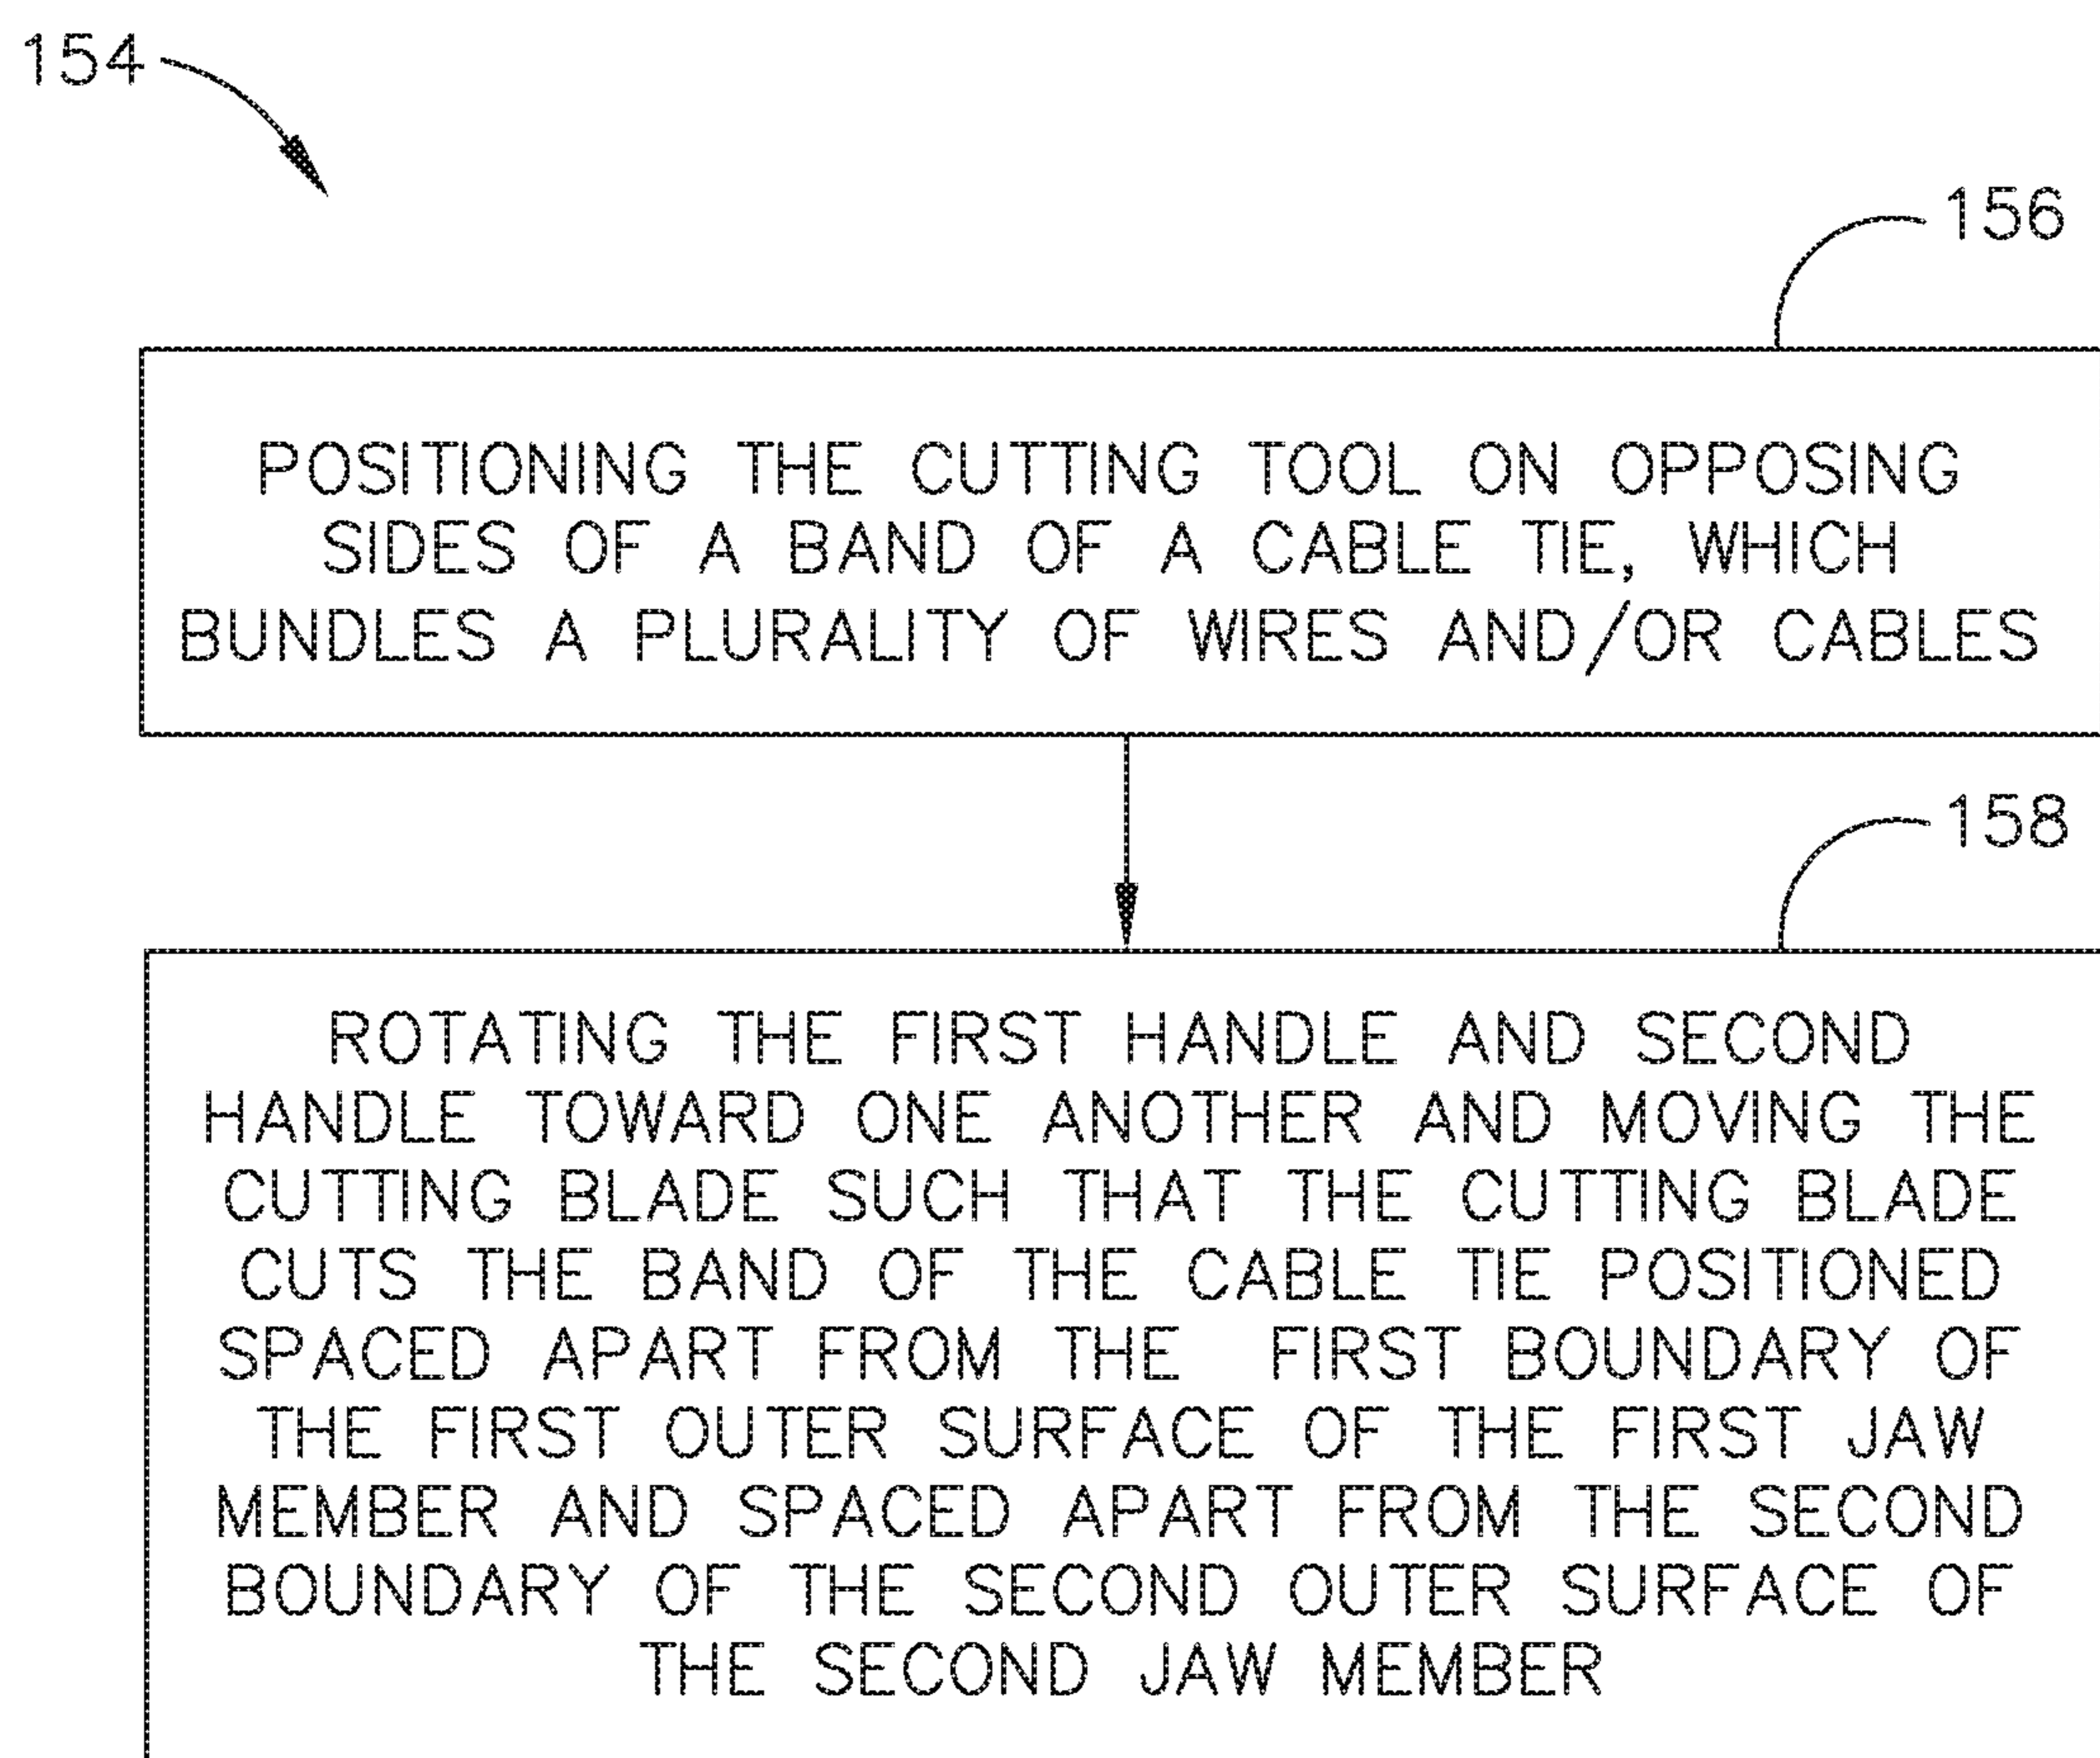 154
156
POSITIONING THE CUTTING TOOL ON OPPOSING
SIDES OF A BAND OF A CABLE TIE, WHICH
BUNDLES A PLURALITY OF WIRES AND/OR CABLES
158
ROTATING THE FIRST HANDLE AND SECOND
HANDLE TOWARD ONE ANOTHER AND MOVING THE
CUTTING BLADE SUCH THAT THE CUTTING BLADE
CUTS THE BAND OF THE CABLE TIE POSITIONED
SPACED APART FROM THE FIRST BOUNDARY OF
THE FIRST OUTER SURFACE OF THE FIRST JAW
MEMBER AND SPACED APART FROM THE SECOND
BOUNDARY OF THE SECOND OUTER SURFACE OF
THE SECOND JAW MEMBER